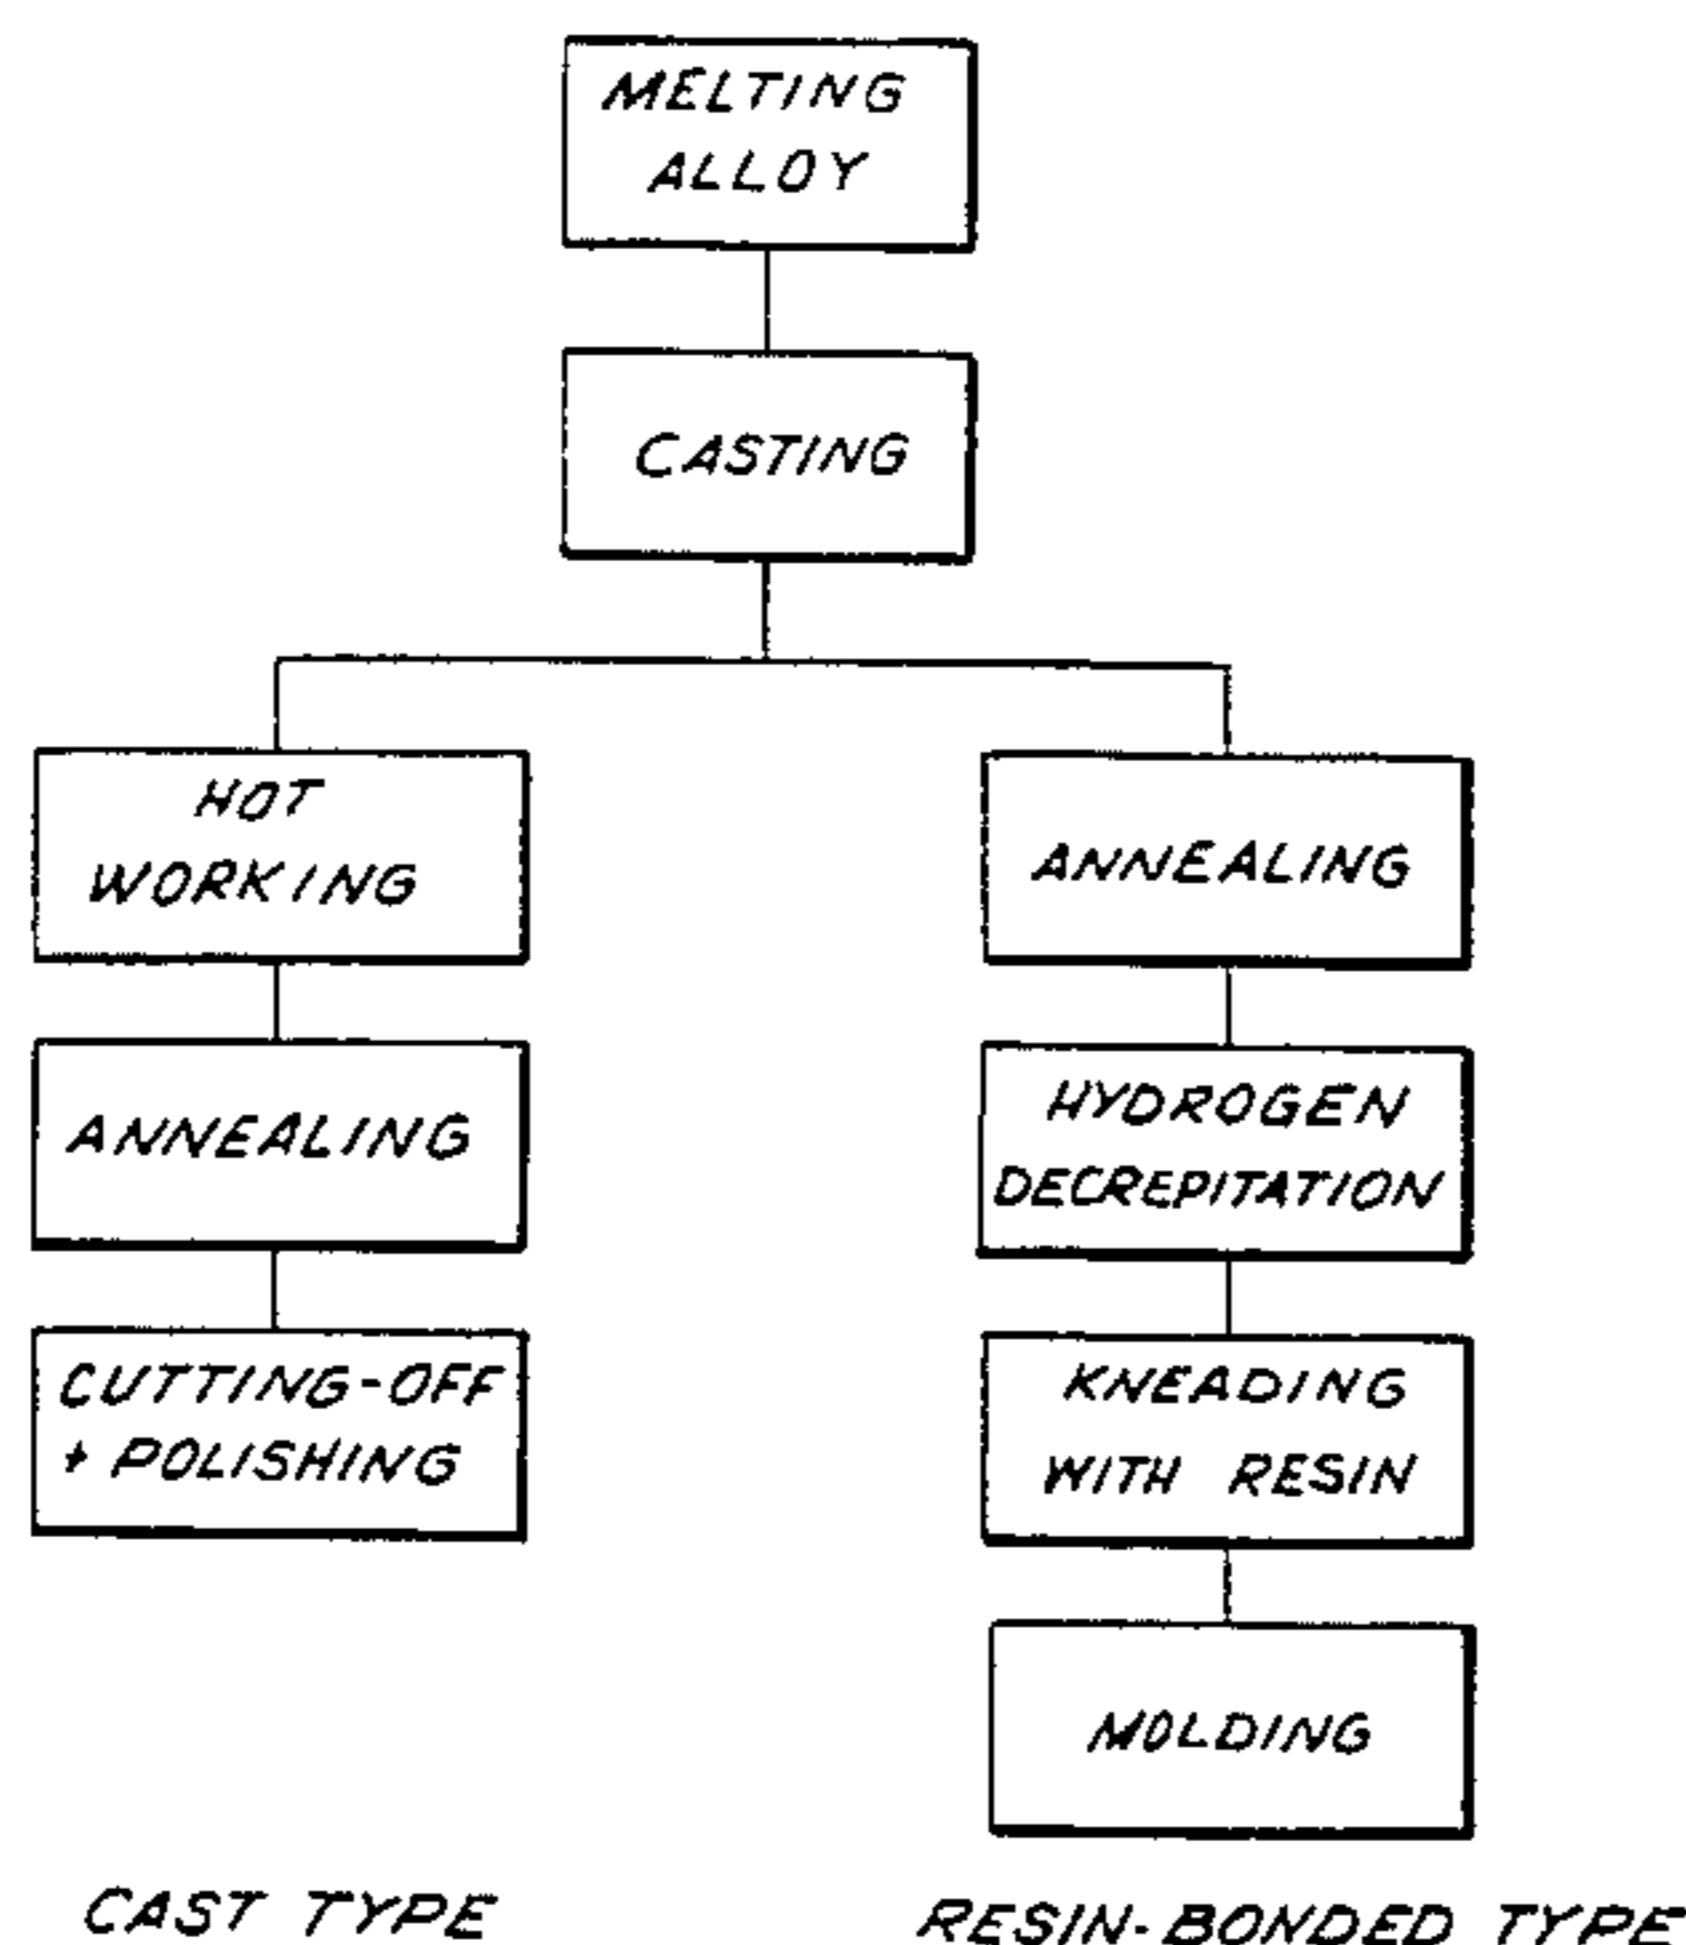 MELTING
ALLOY
CASTING
HOT
WORKING
ANNEALING
CUTTING-OFF
+ POLISHING
CAST TYPE
ANNEALING
HYDROGEN
DECREPITATION
KNEADING
WITH RESIN
MOLDING
RESIN-BONDED TYPE